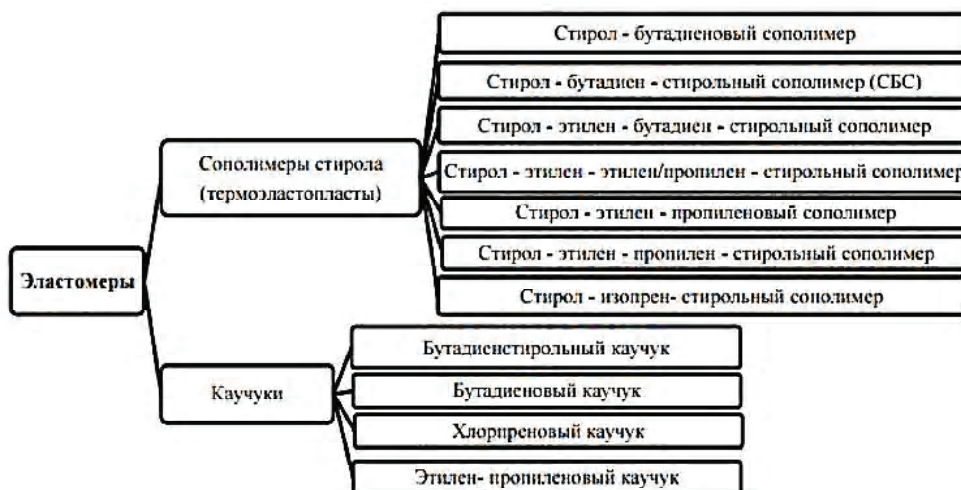 Эластомеры
Сополимеры стирола
(термоэластопласты)
Стирол - бутадиеновый сополимер
Стирол - бутадиен - стирольный сополимер (СБС)
Стирол - этилен - бутадиен - стирольный сополимер
Стирол - этилен - этилен/пропилен - стирольный сополимер
Стирол - этилен - пропиленовый сополимер
Стирол - этилен - пропилен - стирольный сополимер
Стирол - изопрен- стирольный сополимер
Каучуки
Бутадиенстирольный каучук
Бутадиеновый каучук
Хлорпреновый каучук
Этилен- пропиленовый каучук